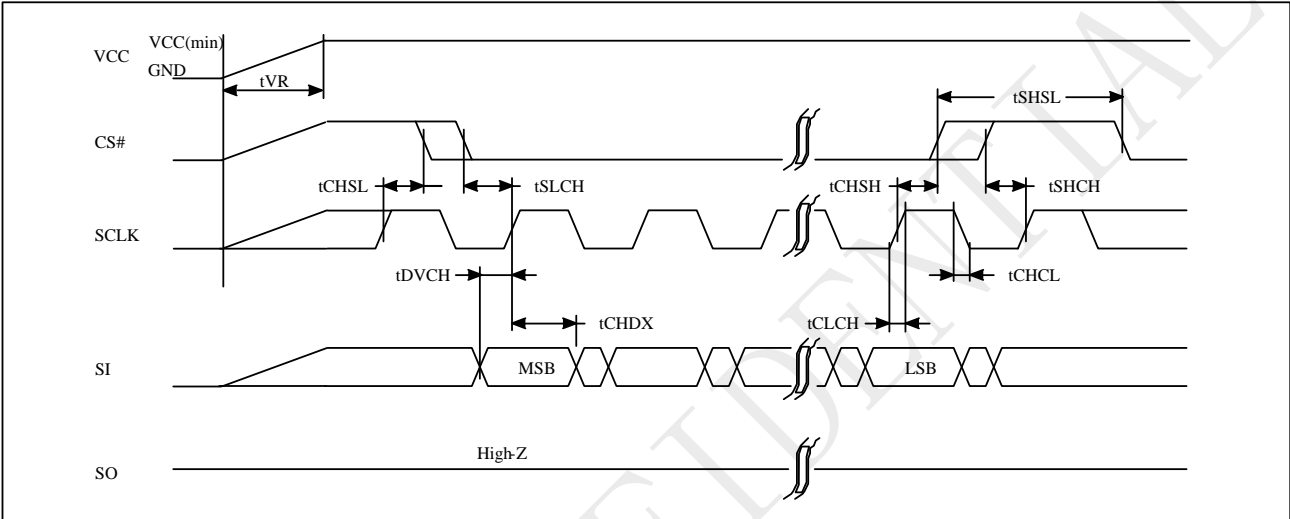 VCC
VCC(min)
GND
tVR
CS#
tSHSL
tCHSL
tSLCH
tCHSH
tSHCH
SCLK
tDVCH
tCHCL
tCHDX
tCLCH
SI
MSB
LSB
SO
High-Z
IDENTIAL